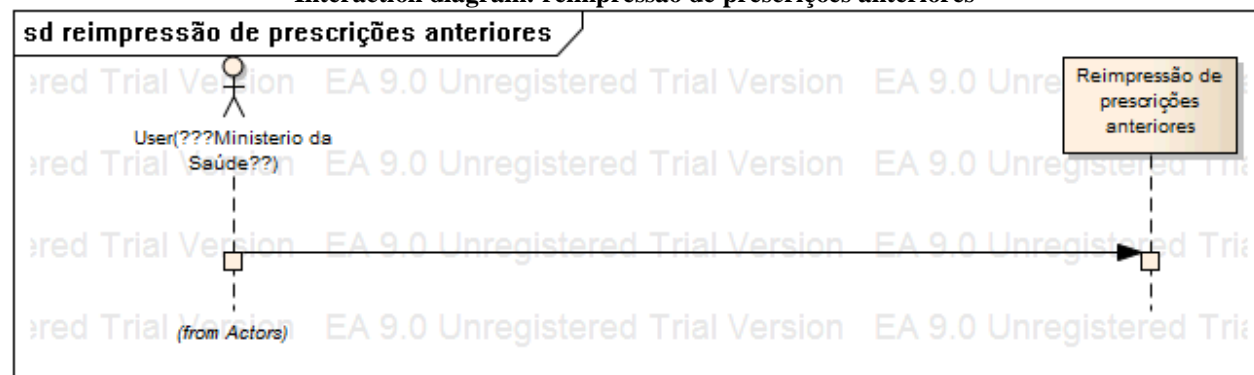 Interaction diagram: reimpressão de prescrições anteriores
sd reimpressão de prescrições anteriores
ered Trial Version EA 9.0 Unregistered Trial Version EA 9.0 Unre
Reimpressão de
prescrições
anteriores
User(???Ministerio da
Saúde??)
ered Trial Version EA 9.0 Unregistered Trial Version EA 9.0 Unregistered Tria
ered Trial Version EA 9.0 Unregistered Trial Version EA 9.0 Unregistered Tria
ered Trial EA 9.0 Unregistered Trial Version EA 9.0 Unregistered Tria
(from Actors)